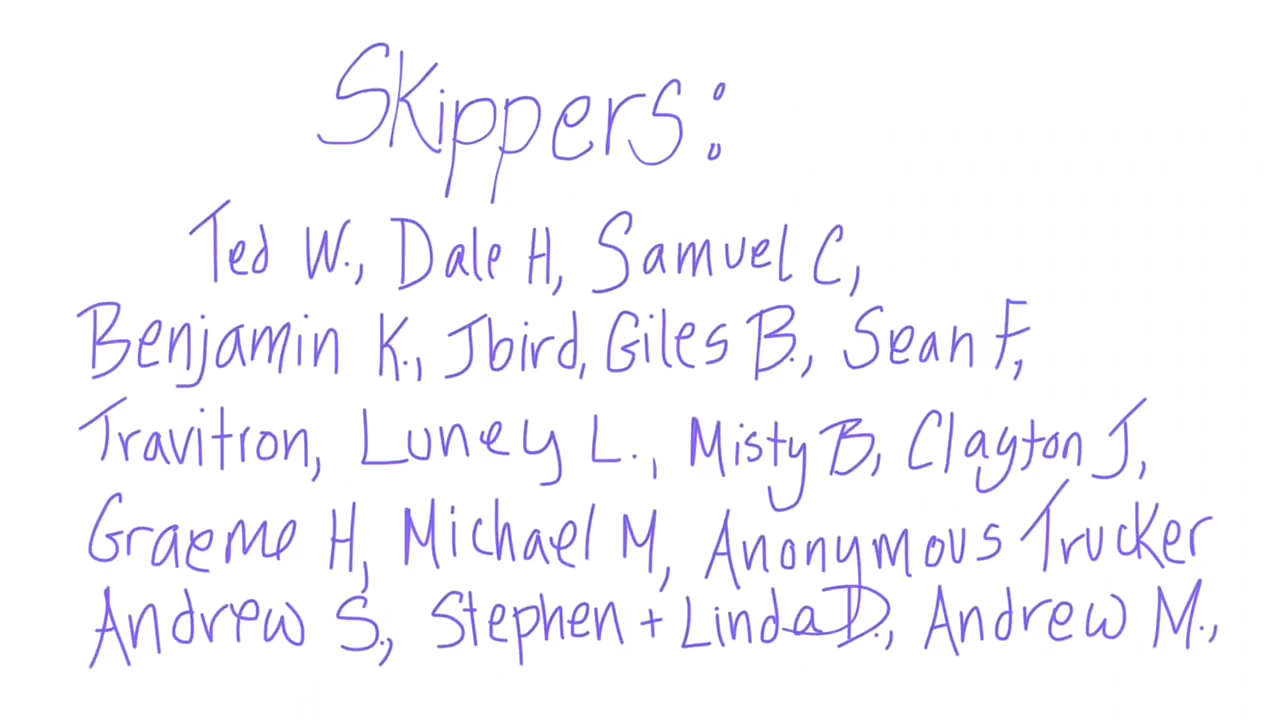 Skippers:
Ted W., Dale H, Samuel C,
Benjamin K., Jbird, Giles B., Sean F,
Travitron, Luney L., Misty B, Clayton J,
Graeme H, Michael M, Anonymous Trucker
Andrew S., Stephen + Linda D., Andrew M.,